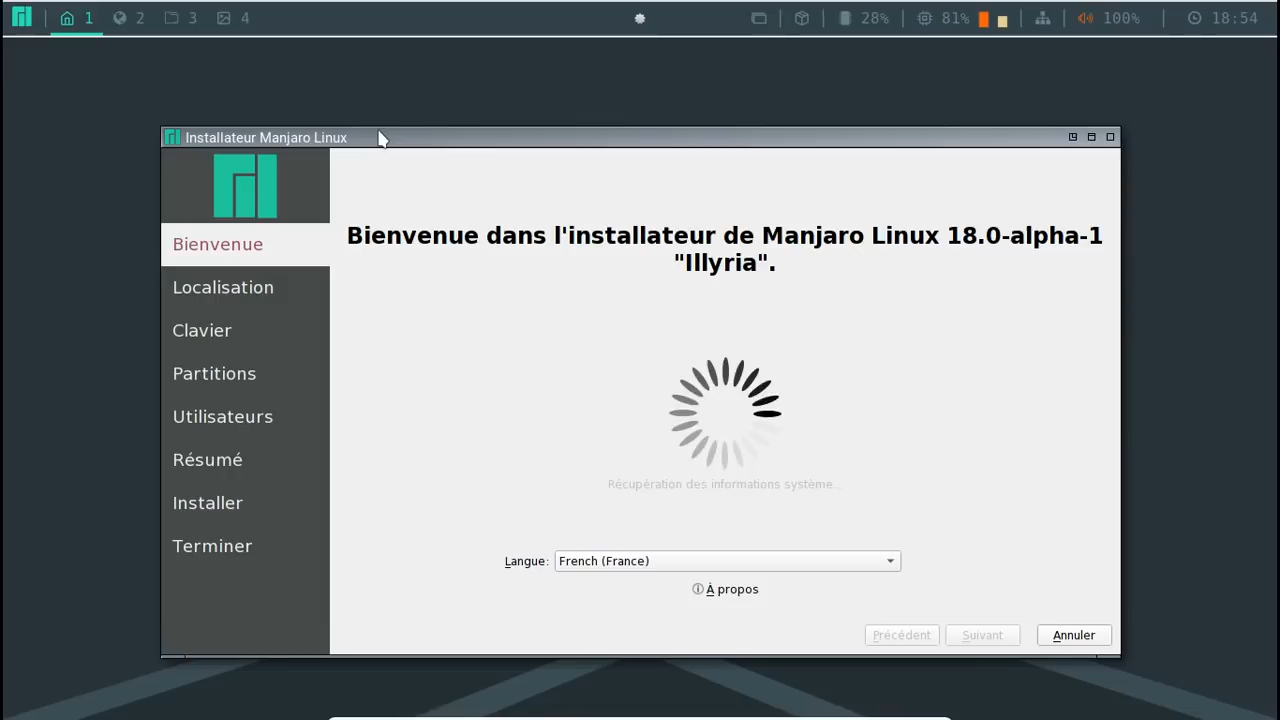 1 2 3 4 28% 81% 100% 18:54
Installateur Manjaro Linux
Bienvenue
Localisation
Clavier
Partitions
Utilisateurs
Résumé
Installer
Terminer
Bienvenue dans l'installateur de Manjaro Linux 18.0-alpha-1
"Illyria".
Récupération des informations système...
Langue: French (France)
À propos
Précédent Suivant Annuler